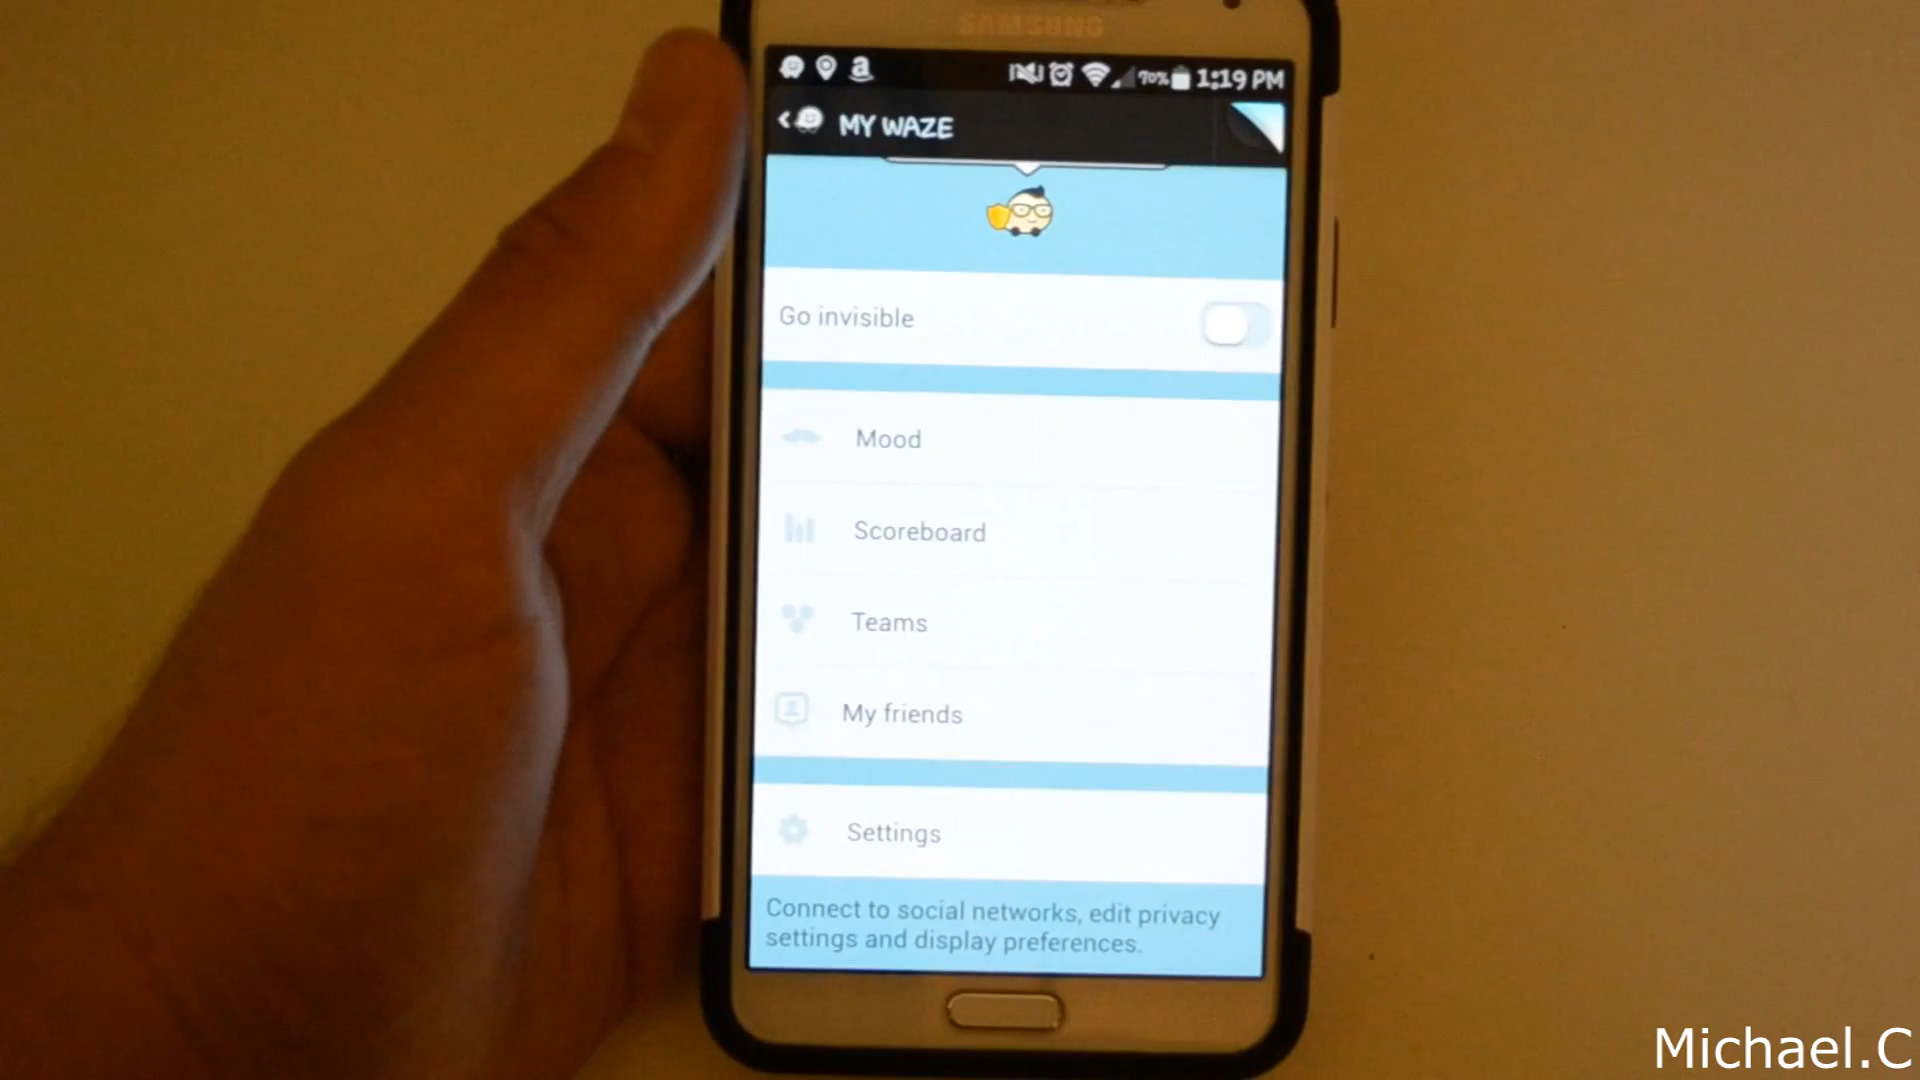 SAMSUNG
70% 1:19 PM
MY WAZE
Go invisible
Mood
Scoreboard
Teams
My friends
Settings
Connect to social networks, edit privacy
settings and display preferences.
Michael.C